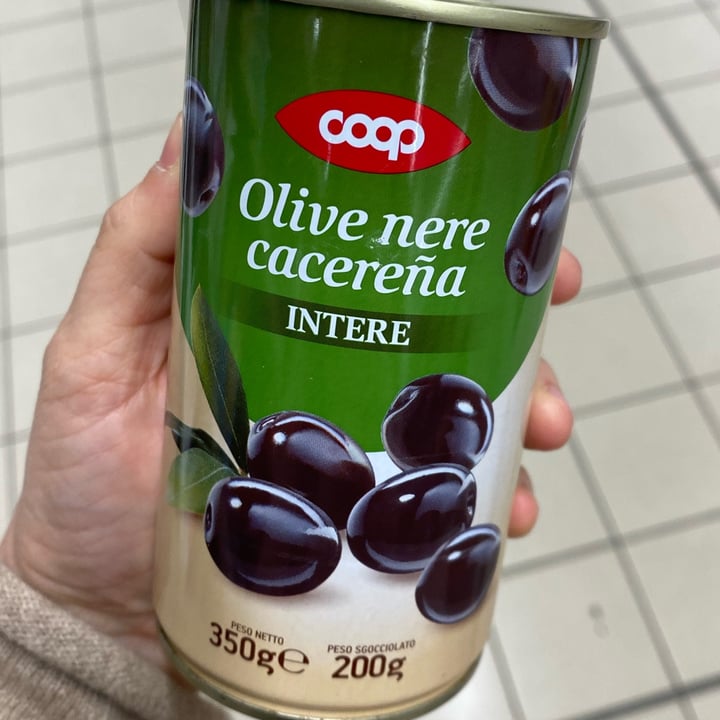 coop
Olive nere
cacereña
INTERE
PESO NETTO
350g℮
PESO SGOCCIOLATO
200g